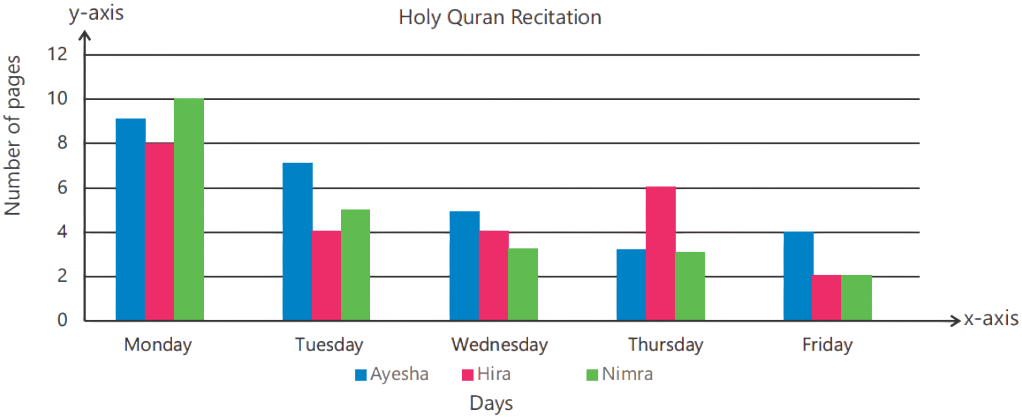 y-axis
Holy Quran Recitation
Number of pages
12
10
8
6
4
2
0
x-axis
Monday Tuesday Wednesday Thursday Friday
Ayesha Hira Nimra
Days